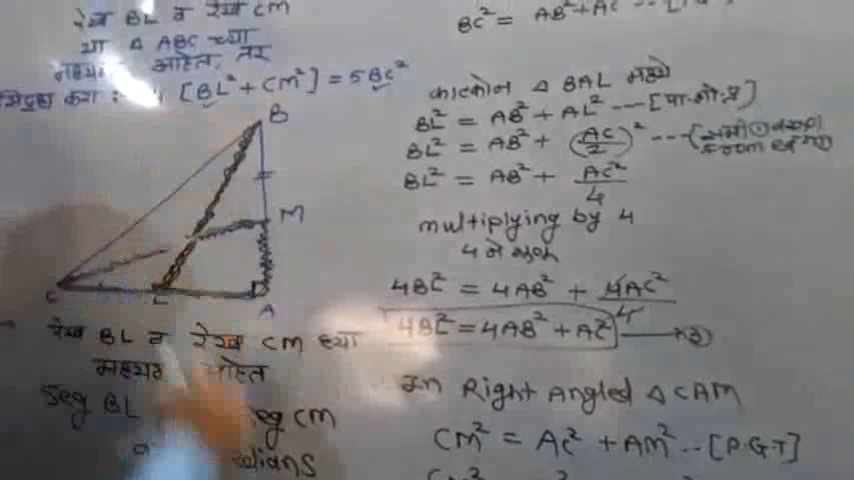 रेख BL व रेख CM
या Δ ABC च्या
आहेत, तर
सिद्ध करा : [BL² + CM²] = 5BC²
B
M
C
L
A
रेख BL व रेख CM ह्या
मध्यगा आहेत
seg BL seg CM
BC² = AB² + AC²
काटकोन Δ BAL मध्ये
BL² = AB² + AL² --- [पा.गो.प्र]
BL² = AB² + (AC/2)² ---
BL² = AB² + AC²/4
multiplying by 4
4 ने
4BL² = 4AB² + 4AC²/4
4BL² = 4AB² + AC²
In Right Angled Δ CAM
CM² = AC² + AM² -- [P.G.T]